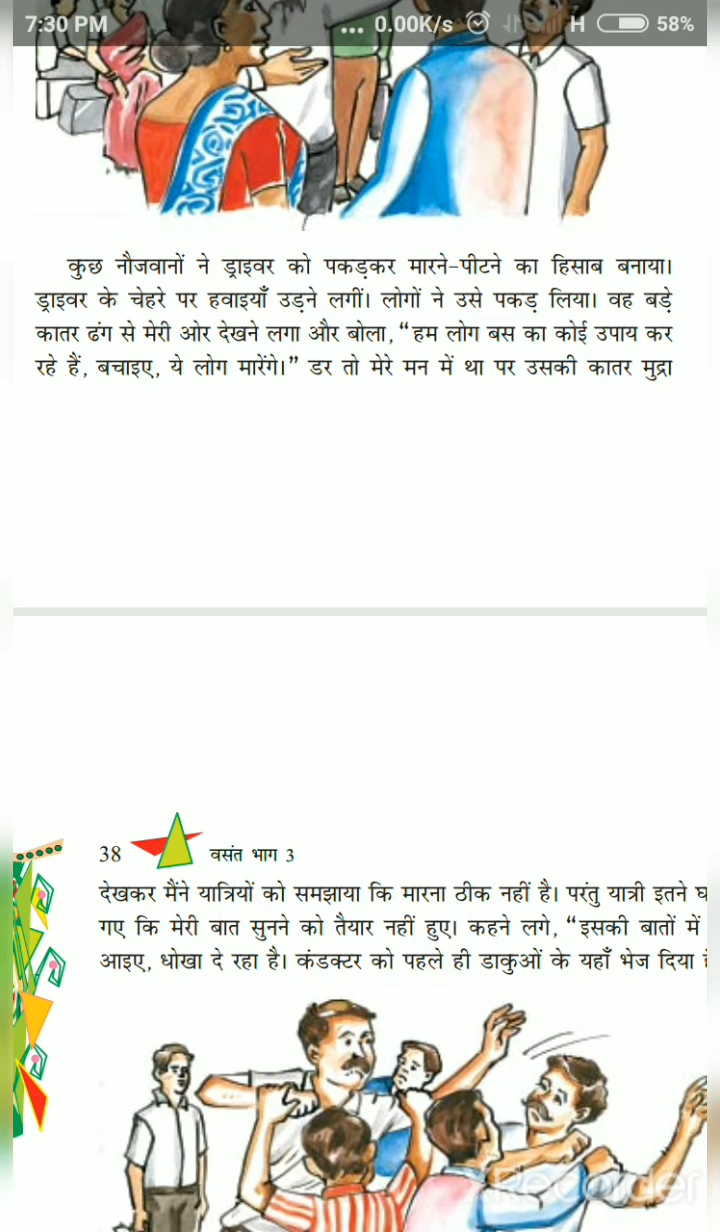 7:30 PM ... 0.00K/s H 58%
कुछ नौजवानों ने ड्राइवर को पकड़कर मारने-पीटने का हिसाब बनाया।
ड्राइवर के चेहरे पर हवाइयाँ उड़ने लगीं। लोगों ने उसे पकड़ लिया। वह बड़े
कातर ढंग से मेरी ओर देखने लगा और बोला, “हम लोग बस का कोई उपाय कर
रहे हैं, बचाइए, ये लोग मारेंगे।” डर तो मेरे मन में था पर उसकी कातर मुद्रा
38 वसंत भाग 3
देखकर मैंने यात्रियों को समझाया कि मारना ठीक नहीं है। परंतु यात्री इतने
गए कि मेरी बात सुनने को तैयार नहीं हुए। कहने लगे, “इसकी बातों में
आइए, धोखा दे रहा है। कंडक्टर को पहले ही डाकुओं के यहाँ भेज दिया